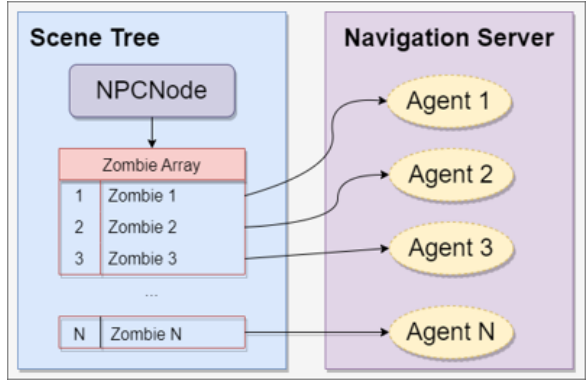 Scene Tree
NPCNode
Zombie Array
1 Zombie 1
2 Zombie 2
3 Zombie 3
...
N Zombie N
Navigation Server
Agent 1
Agent 2
Agent 3
Agent N